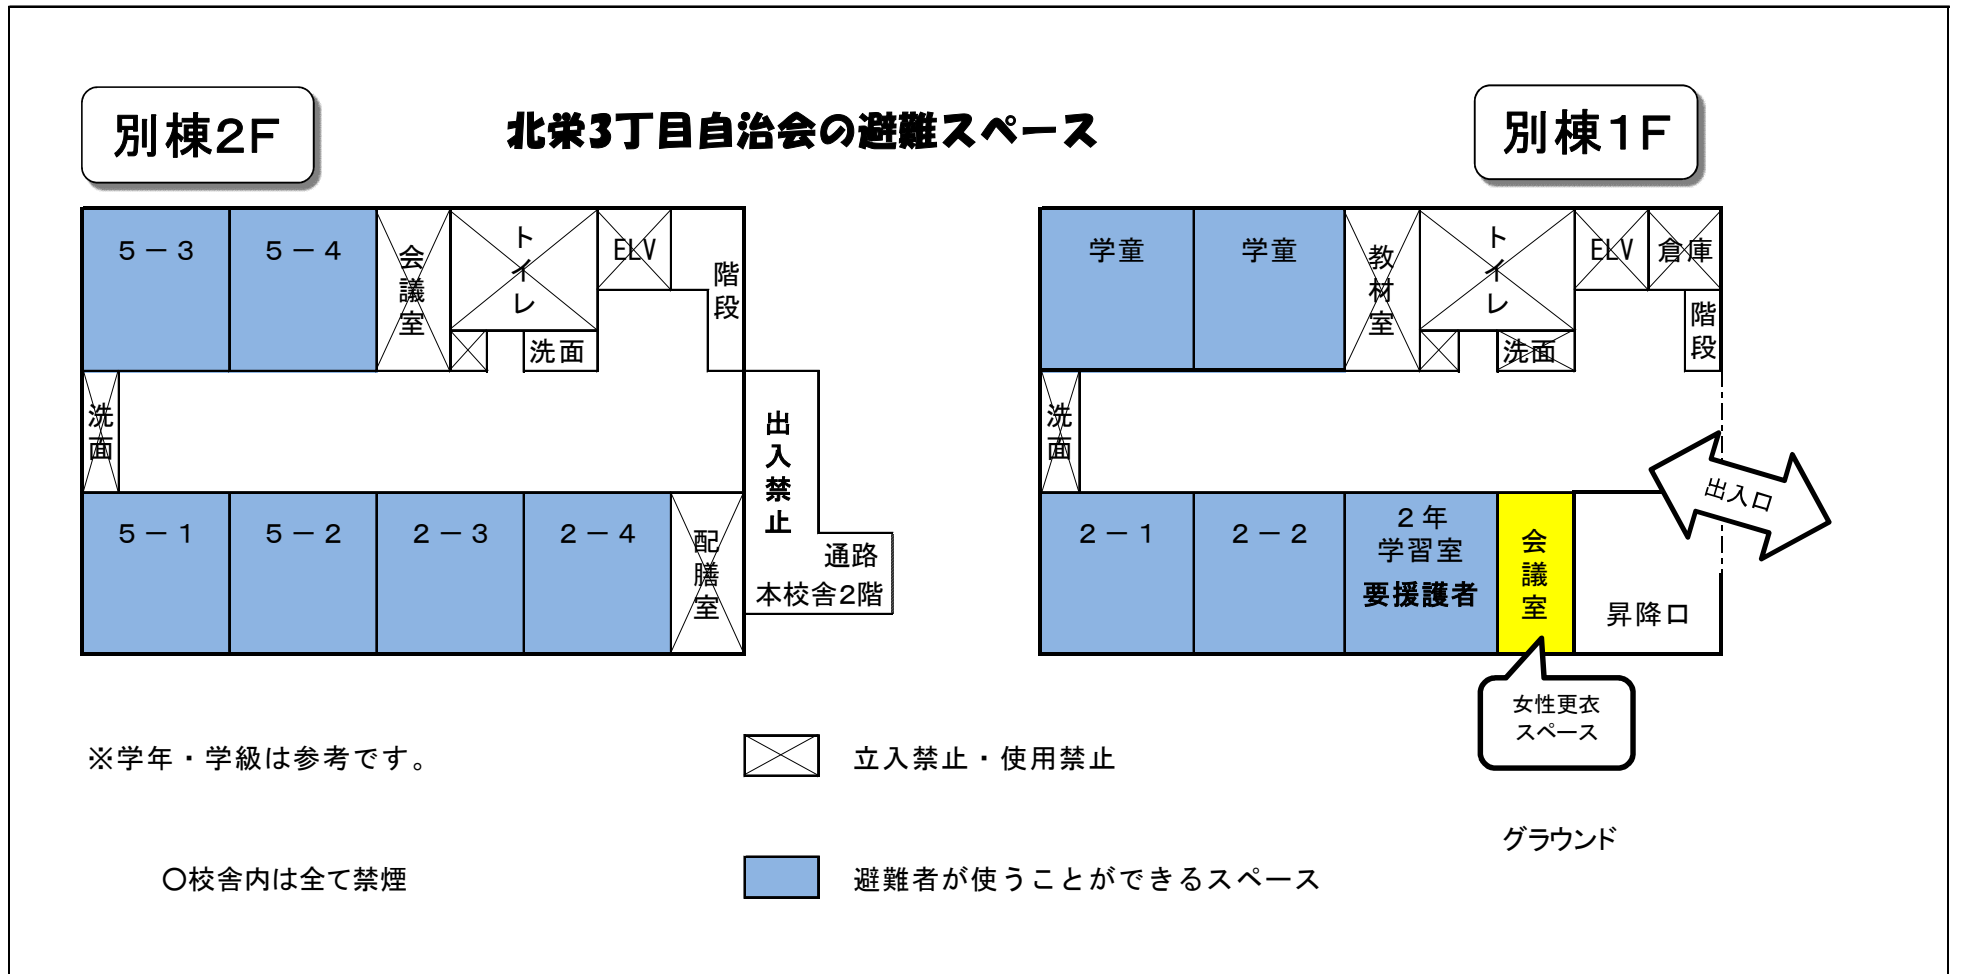 別棟2F
北栄3丁目自治会の避難スペース
別棟1F
5－3
5－4
会議室
トイレ
ELV
階段
洗面
洗面
出入禁止
5－1
5－2
2－3
2－4
配膳室
通路
本校舎2階
学童
学童
教材室
トイレ
ELV
倉庫
階段
洗面
洗面
出入口
2－1
2－2
2年
学習室
要援護者
会議室
昇降口
女性更衣
スペース
※学年・学級は参考です。
立入禁止・使用禁止
グラウンド
〇校舎内は全て禁煙
避難者が使うことができるスペース